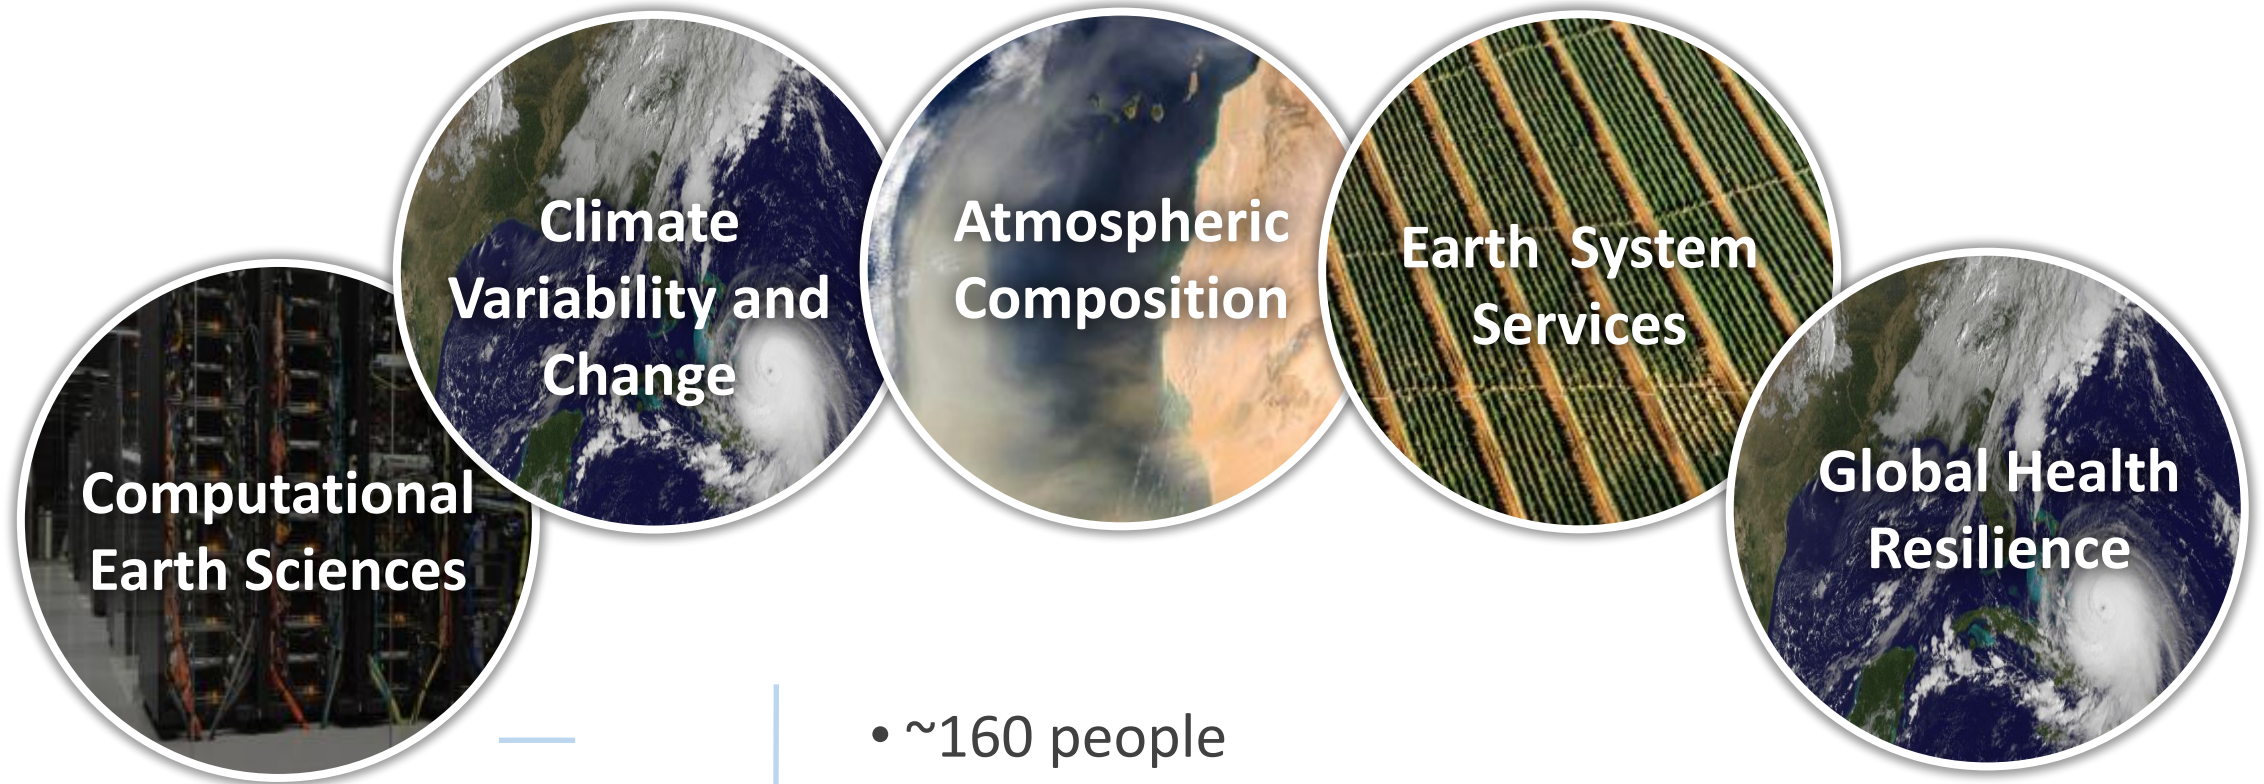 Computational
Earth Sciences
Climate
Variability and
Change
Atmospheric
Composition
Earth System
Services
Global Health
Resilience
• ~160 people